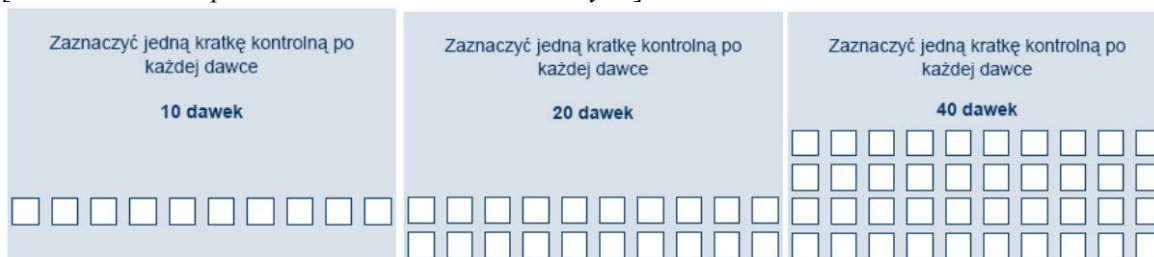 Zaznaczyć jedną kratkę kontrolną po
każdej dawce
10 dawek
Zaznaczyć jedną kratkę kontrolną po
każdej dawce
20 dawek
Zaznaczyć jedną kratkę kontrolną po
każdej dawce
40 dawek